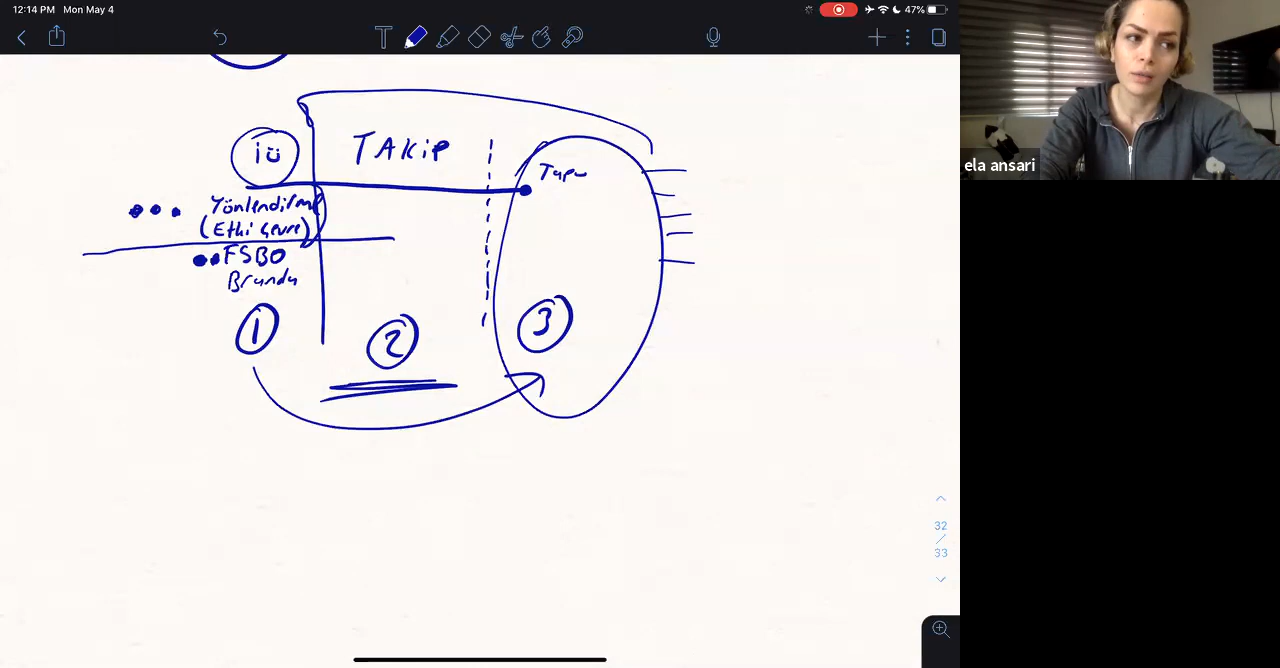 12:14 PM Mon May 4
47%
T
ela ansari
İÜ
TAKİP
Tapu
Yönlendirme
(Etki Çevre)
FSBO
Branda
1
2
3
32
33